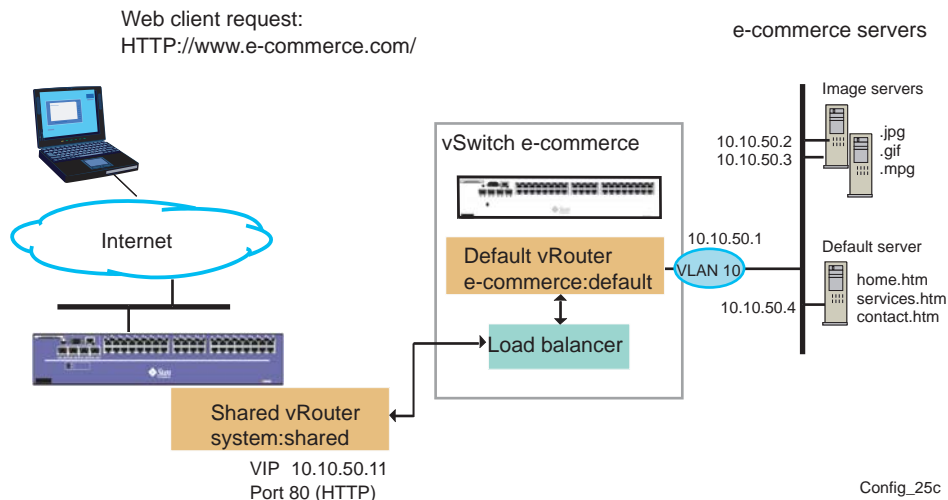 Web client request:
HTTP://www.e-commerce.com/
e-commerce servers
Image servers
10.10.50.2
10.10.50.3
.jpg
.gif
.mpg
vSwitch e-commerce
Internet
Default vRouter
e-commerce:default
10.10.50.1
VLAN 10
Default server
10.10.50.4
home.htm
services.htm
contact.htm
Load balancer
Sun
Shared vRouter
system:shared
VIP 10.10.50.11
Port 80 (HTTP)
Config_25c